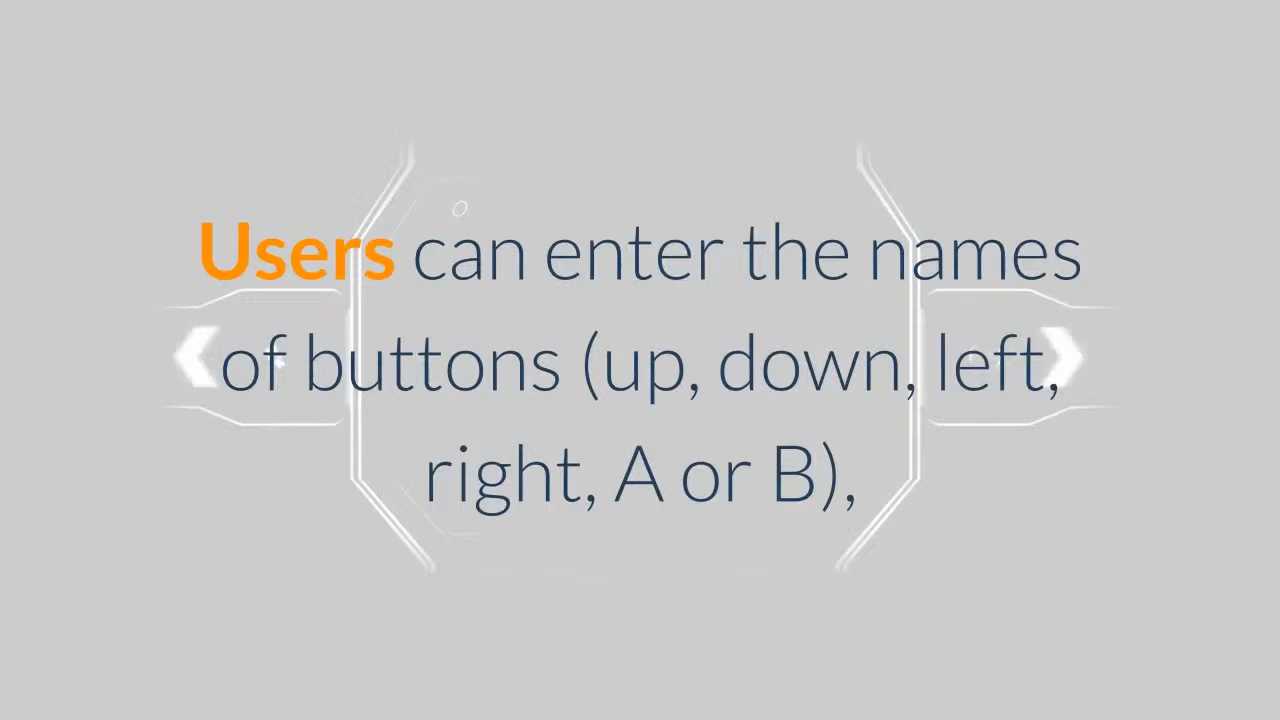 Users can enter the names
of buttons (up, down, left,
right, A or B),